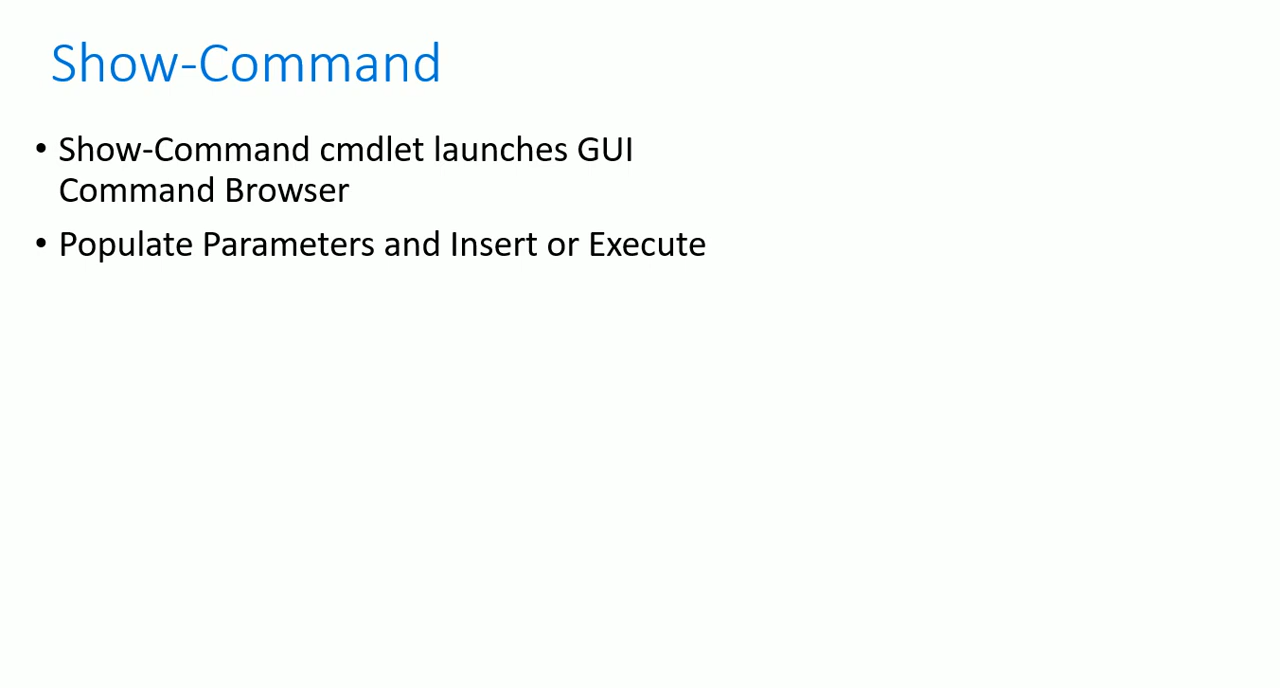 Show-Command
• Show-Command cmdlet launches GUI
Command Browser
• Populate Parameters and Insert or Execute